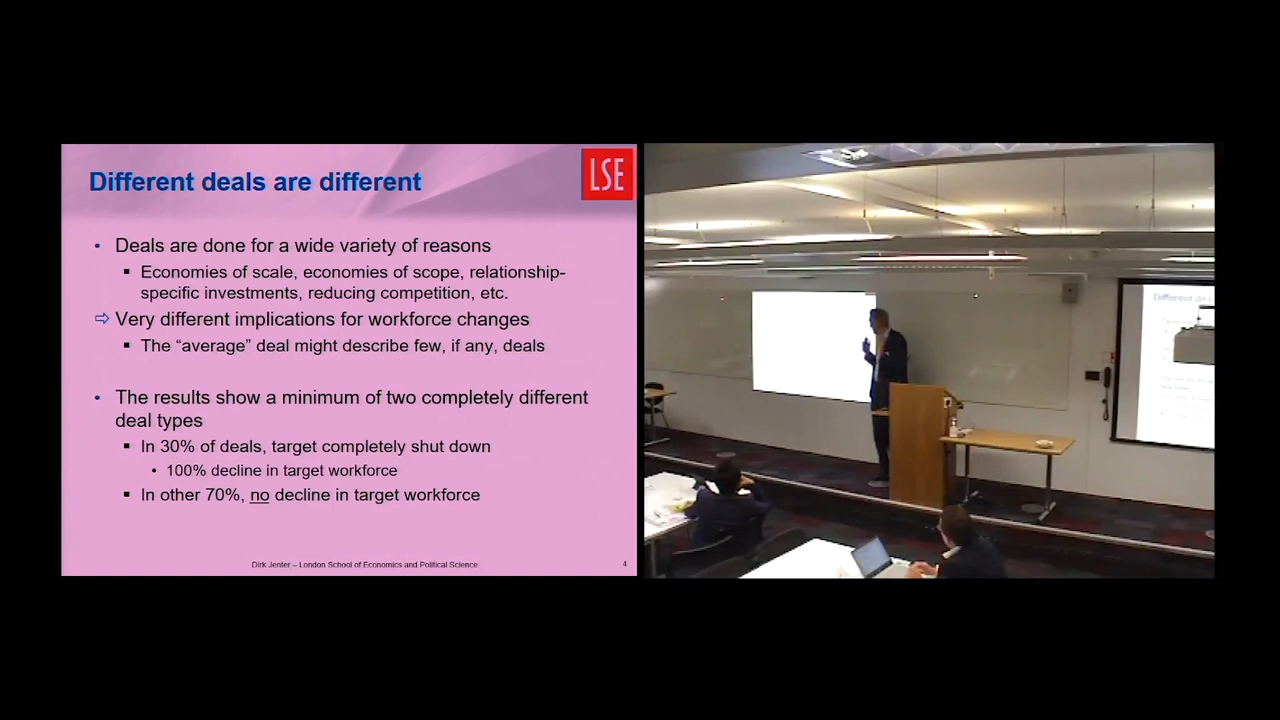 Different deals are different
LSE
• Deals are done for a wide variety of reasons
▪ Economies of scale, economies of scope, relationship-
specific investments, reducing competition, etc.
⇨ Very different implications for workforce changes
▪ The “average” deal might describe few, if any, deals
• The results show a minimum of two completely different
deal types
▪ In 30% of deals, target completely shut down
• 100% decline in target workforce
▪ In other 70%, no decline in target workforce
Dirk Jenter – London School of Economics and Political Science
4
Different